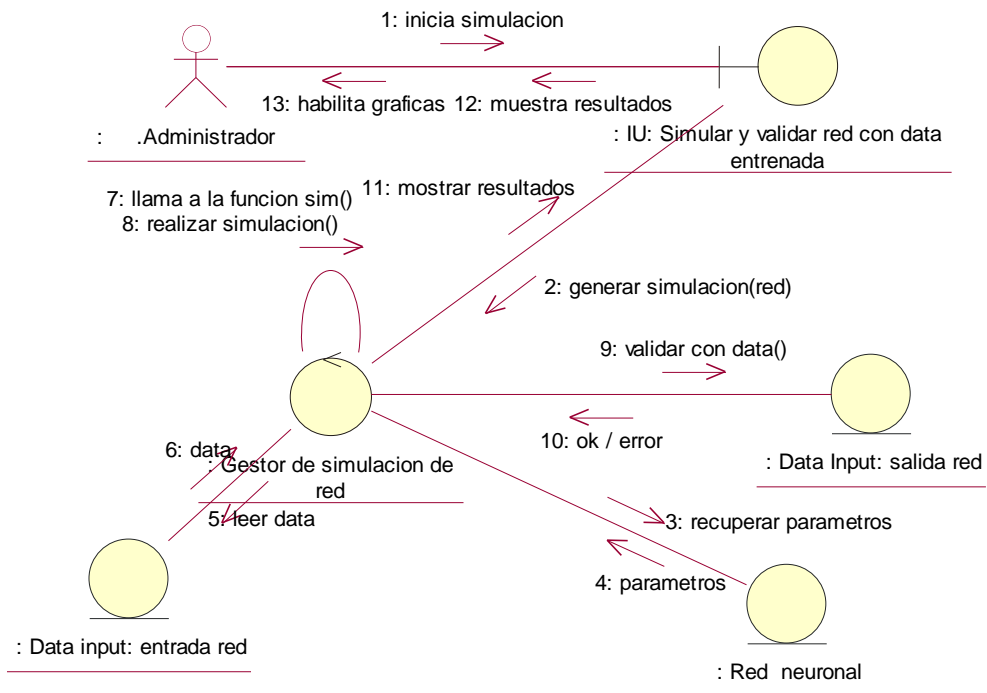 1: inicia simulacion
13: habilita graficas
12: muestra resultados
: .Administrador
: IU: Simular y validar red con data
entrenada
7: llama a la funcion sim()
8: realizar simulacion()
11: mostrar resultados
2: generar simulacion(red)
9: validar con data()
10: ok / error
6: data
: Gestor de simulacion de
red
: Data Input: salida red
5: leer data
3: recuperar parametros
4: parametros
: Data input: entrada red
: Red neuronal